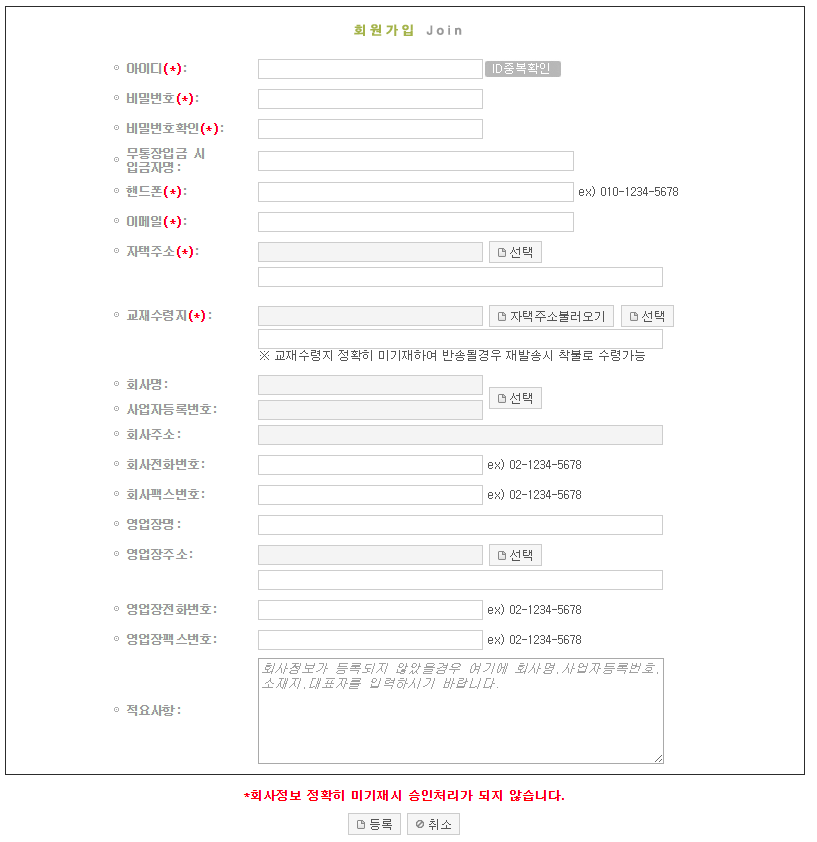 회원가입 Join
아이디(*): ID중복확인
비밀번호(*):
비밀번호확인(*):
무통장입금 시
입금자명:
핸드폰(*): ex) 010-1234-5678
이메일(*):
자택주소(*): 선택
교재수령지(*): 자택주소불러오기 선택
※ 교재수령지 정확히 미기재하여 반송될경우 재발송시 착불로 수령가능
회사명:
선택
사업자등록번호:
회사주소:
회사전화번호: ex) 02-1234-5678
회사팩스번호: ex) 02-1234-5678
영업장명:
영업장주소: 선택
영업장전화번호: ex) 02-1234-5678
영업장팩스번호: ex) 02-1234-5678
회사정보가 등록되지 않았을경우 여기에 회사명,사업자등록번호,
소재지,대표자를 입력하시기 바랍니다.
적요사항:
*회사정보 정확히 미기재시 승인처리가 되지 않습니다.
등록 취소